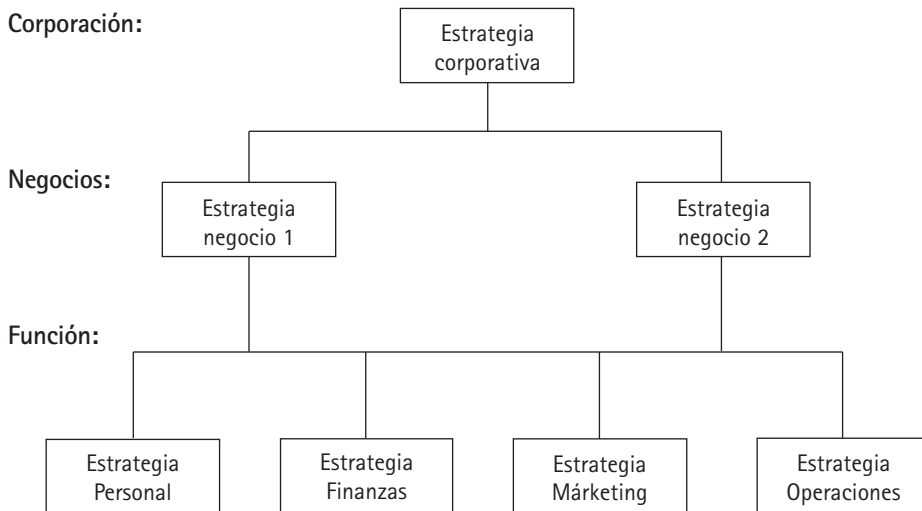 Corporación:
Estrategia
corporativa
Negocios:
Estrategia
negocio 1
Estrategia
negocio 2
Función:
Estrategia
Personal
Estrategia
Finanzas
Estrategia
Márketing
Estrategia
Operaciones